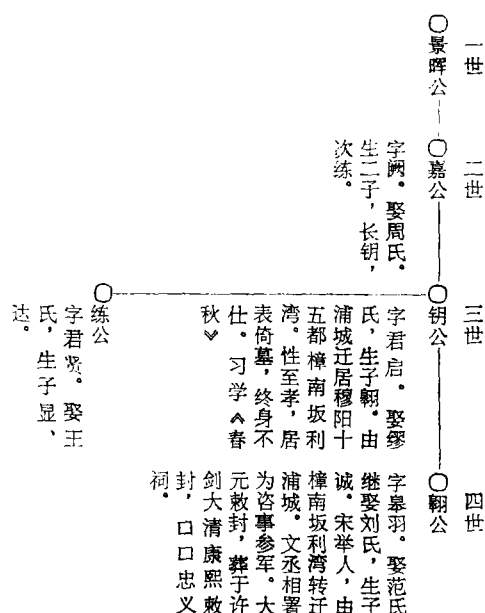 一世
○景晖公
二世
○嘉公
字阙。娶周氏。
生二子，长钥，
次练。
三世
○钥公
字君启。娶缪
氏，生子翱。由
浦城迁居穆阳十
五都樟南坂利
湾。性至孝，居
表倚墓，终身不
仕。习学《春
秋》
○练公
字君贤。娶王
氏，生子显、
达。
四世
○翱公
字皋羽。娶范氏
继娶刘氏，生子
诚。宋举人，由
樟南坂利湾转迁
浦城。文丞相署
为咨事参军。大
元敕封，葬于许
剑大清康熙敕
封，口口忠义
祠。